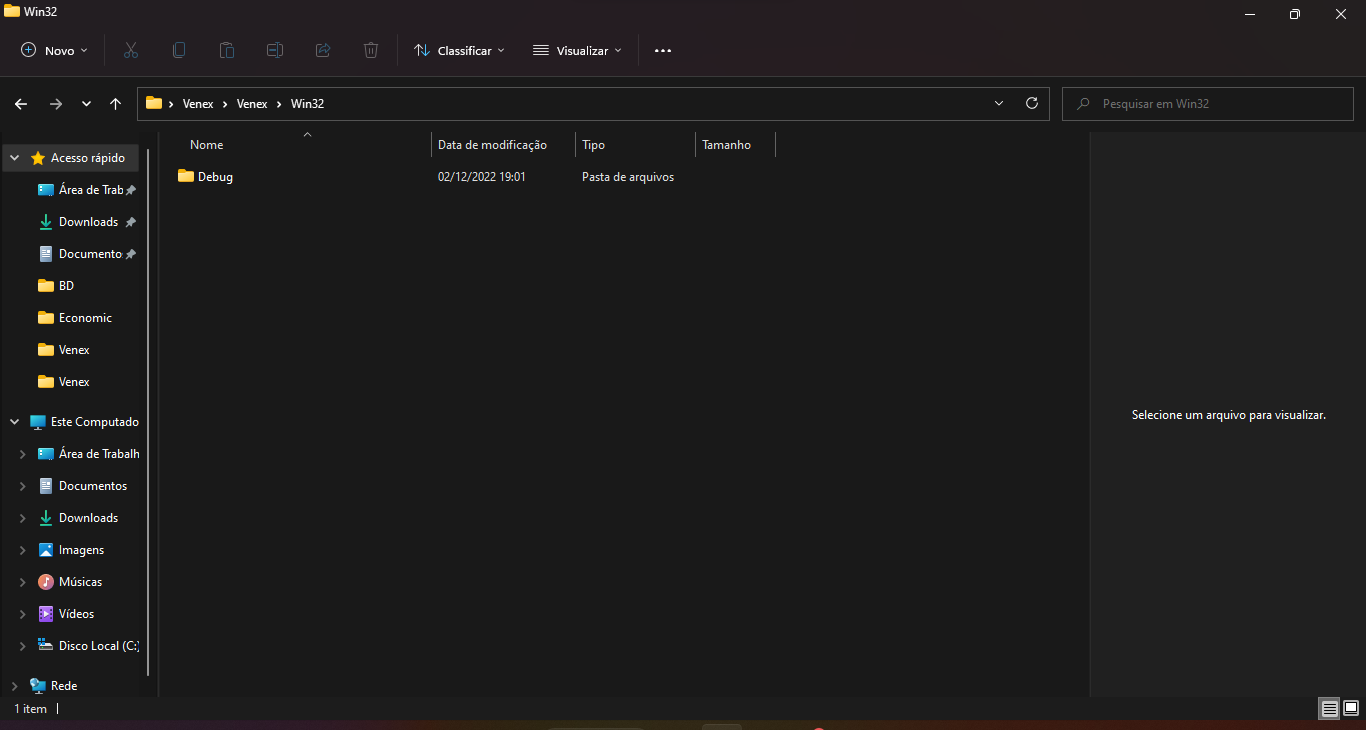 Win32
Novo
Classificar
Visualizar
Venex > Venex > Win32
Pesquisar em Win32
Nome
Data de modificação
Tipo
Tamanho
Debug
02/12/2022 19:01
Pasta de arquivos
Acesso rápido
Área de Trab
Downloads
Documento
BD
Economic
Venex
Venex
Este Computado
Área de Trabalh
Documentos
Downloads
Imagens
Músicas
Vídeos
Disco Local (C:)
Rede
Selecione um arquivo para visualizar.
1 item